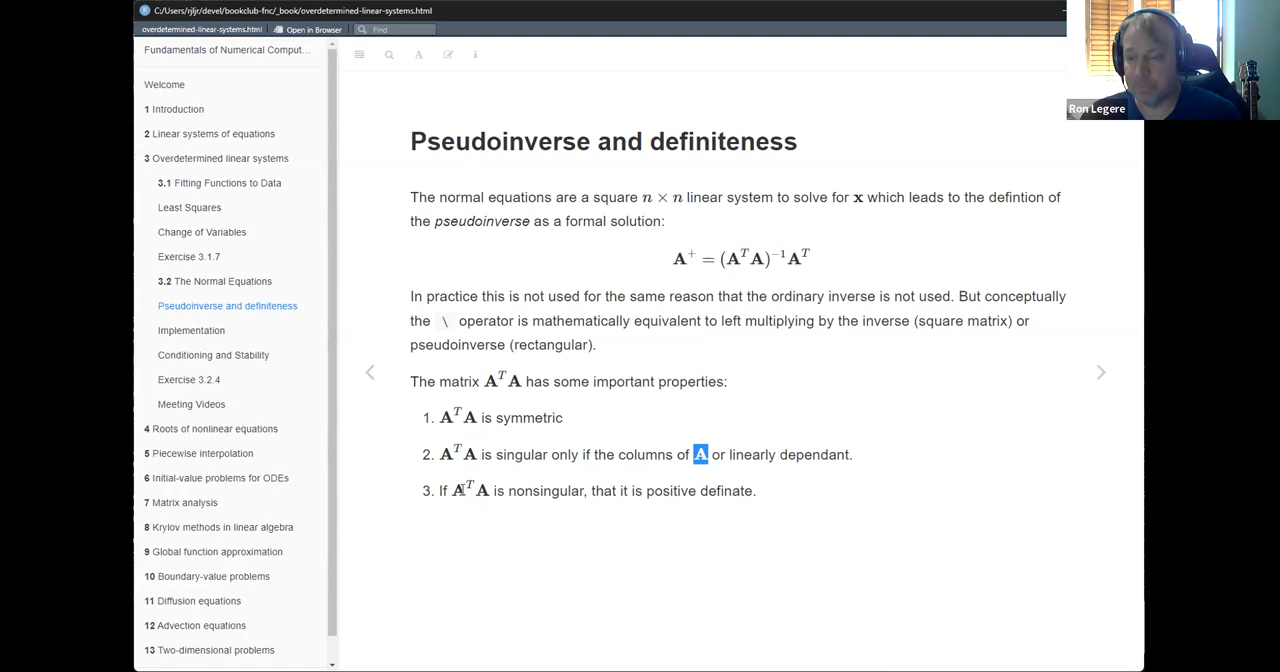 C:/Users/rjljr/devel/bookclub-fnc/_book/overdetermined-linear-systems.html
overdetermined-linear-systems.html Open in Browser Find
Fundamentals of Numerical Comput...
Welcome
1 Introduction
2 Linear systems of equations
3 Overdetermined linear systems
3.1 Fitting Functions to Data
Least Squares
Change of Variables
Exercise 3.1.7
3.2 The Normal Equations
Pseudoinverse and definiteness
Implementation
Conditioning and Stability
Exercise 3.2.4
Meeting Videos
4 Roots of nonlinear equations
5 Piecewise interpolation
6 Initial-value problems for ODEs
7 Matrix analysis
8 Krylov methods in linear algebra
9 Global function approximation
10 Boundary-value problems
11 Diffusion equations
12 Advection equations
13 Two-dimensional problems
Pseudoinverse and definiteness
The normal equations are a square n × n linear system to solve for x which leads to the defintion of
the pseudoinverse as a formal solution:
A⁺ = (AᵀA)⁻¹Aᵀ
In practice this is not used for the same reason that the ordinary inverse is not used. But conceptually
the \ operator is mathematically equivalent to left multiplying by the inverse (square matrix) or
pseudoinverse (rectangular).
The matrix AᵀA has some important properties:
1. AᵀA is symmetric
2. AᵀA is singular only if the columns of A or linearly dependant.
3. If AᵀA is nonsingular, that it is positive definate.
Ron Legere